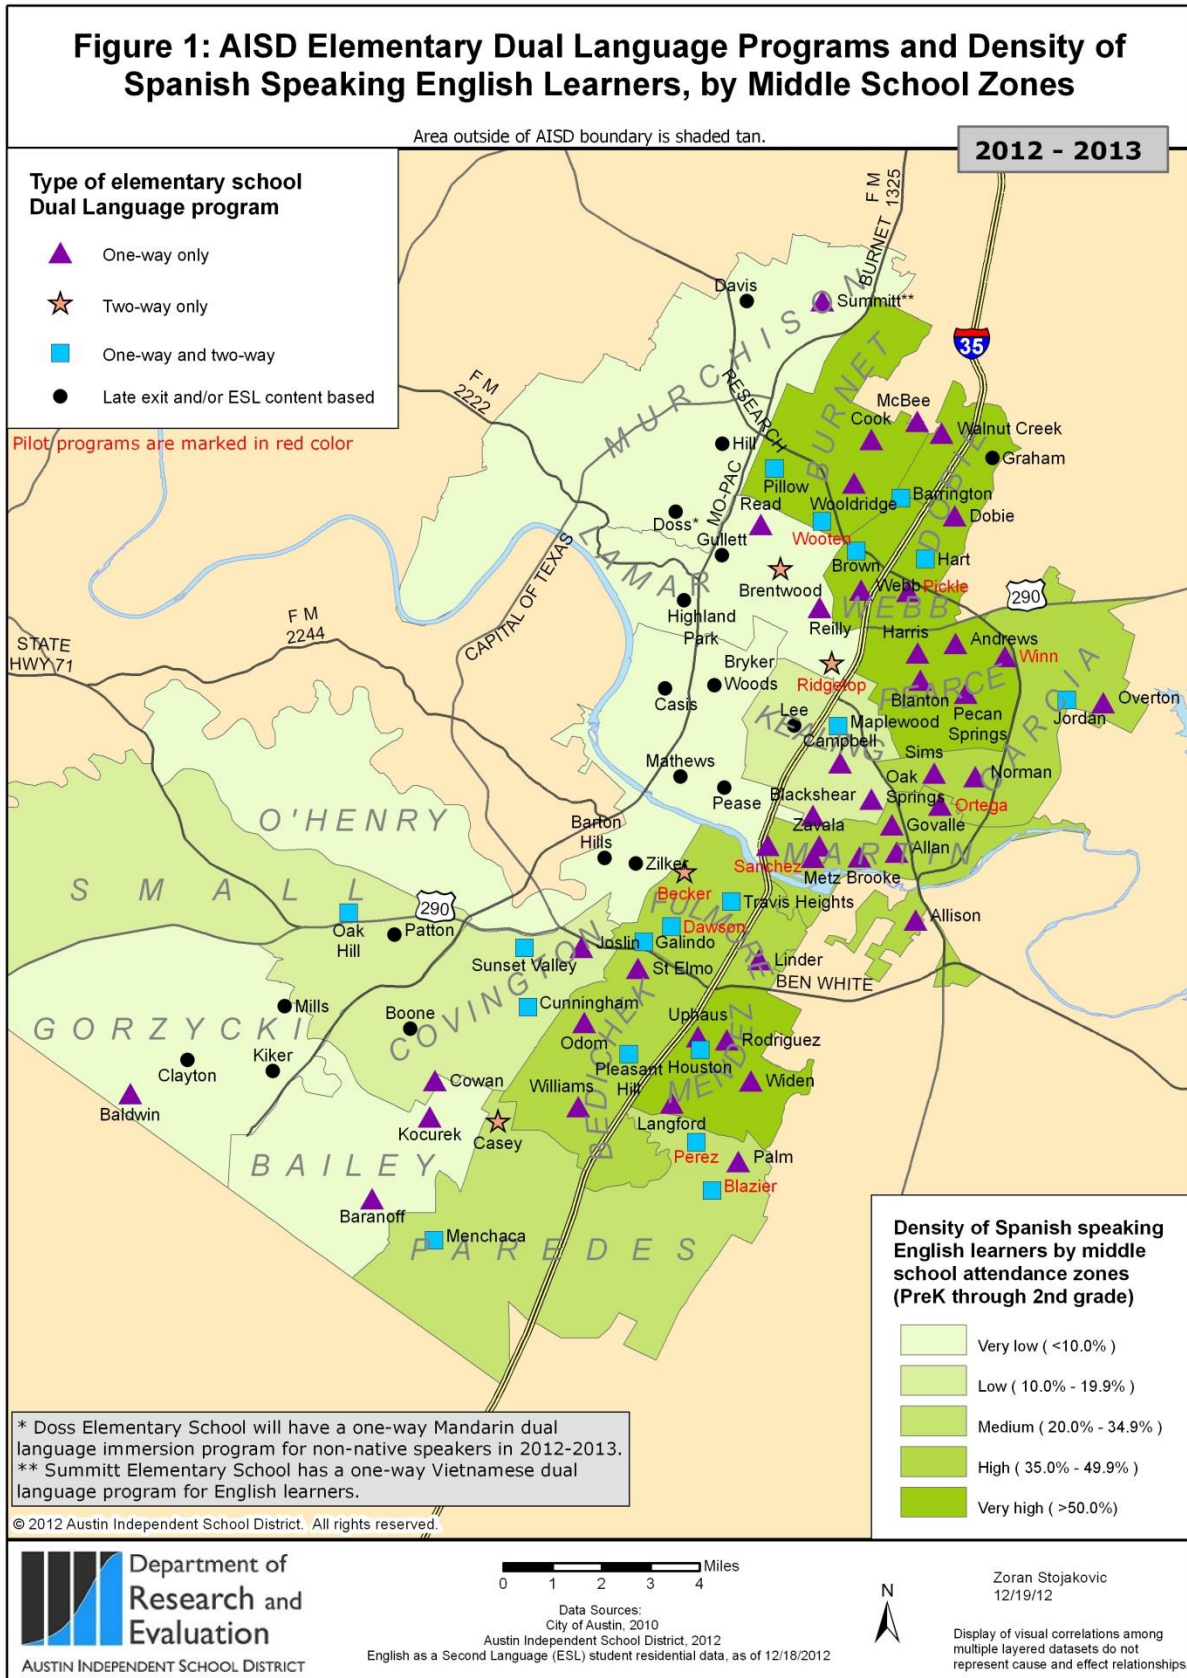 Figure 1: AISD Elementary Dual Language Programs and Density of
Spanish Speaking English Learners, by Middle School Zones
Area outside of AISD boundary is shaded tan.
2012 - 2013
Type of elementary school
Dual Language program
One-way only
Two-way only
One-way and two-way
Late exit and/or ESL content based
Pilot programs are marked in red color
F M
1325
BURNET
Davis
Summitt**
MURCHISON
35
F M
2222
RESEARCH
BURNET
McBee
Cook
Walnut Creek
Hill
Graham
Pillow
Wooldridge
Barrington
DOBIE
MO-PAC
Read
Doss*
Wooten
Dobie
Gullett
LAMAR
Brown
Hart
CAPITAL OF TEXAS
Brentwood
Webb
Pickle
290
Highland
Park
WEBB
Reilly
Harris
Andrews
F M
2244
STATE
HWY 71
Bryker
Woods
Ridgetop
Winn
Casis
Blanton
PEARCE
Pecan
Springs
GARCIA
Overton
Jordan
Lee
KEALING
Maplewood
Campbell
Sims
Mathews
Oak
Springs
Norman
Pease
Blackshear
Ortega
O'HENRY
Barton
Hills
Zavala
Govalle
Zilker
Sanchez
MARTIN
Allan
Metz
Brooke
Becker
SMALL
290
Travis Heights
FULMORE
Allison
Oak
Hill
Patton
Dawson
Joslin
Galindo
Sunset Valley
St Elmo
Linder
BEN WHITE
COVINGTON
Mills
Cunningham
GORZYCKI
Boone
Uphaus
Odom
Rodriguez
Clayton
Kiker
Pleasant
Hill
Houston
MENDEZ
Cowan
Williams
BEDICHEK
Widen
Baldwin
Kocurek
Casey
Langford
BAILEY
Perez
Palm
Blazier
Baranoff
Menchaca
PAREDES
Density of Spanish speaking
English learners by middle
school attendance zones
(PreK through 2nd grade)
Very low ( <10.0% )
Low ( 10.0% - 19.9% )
Medium ( 20.0% - 34.9% )
High ( 35.0% - 49.9% )
Very high ( >50.0%)
* Doss Elementary School will have a one-way Mandarin dual
language immersion program for non-native speakers in 2012-2013.
** Summitt Elementary School has a one-way Vietnamese dual
language program for English learners.
© 2012 Austin Independent School District. All rights reserved.
Department of
Research and
Evaluation
AUSTIN INDEPENDENT SCHOOL DISTRICT
Miles
0 1 2 3 4
Data Sources:
City of Austin, 2010
Austin Independent School District, 2012
English as a Second Language (ESL) student residential data, as of 12/18/2012
N
Zoran Stojakovic
12/19/12
Display of visual correlations among
multiple layered datasets do not
represent cause and effect relationships.